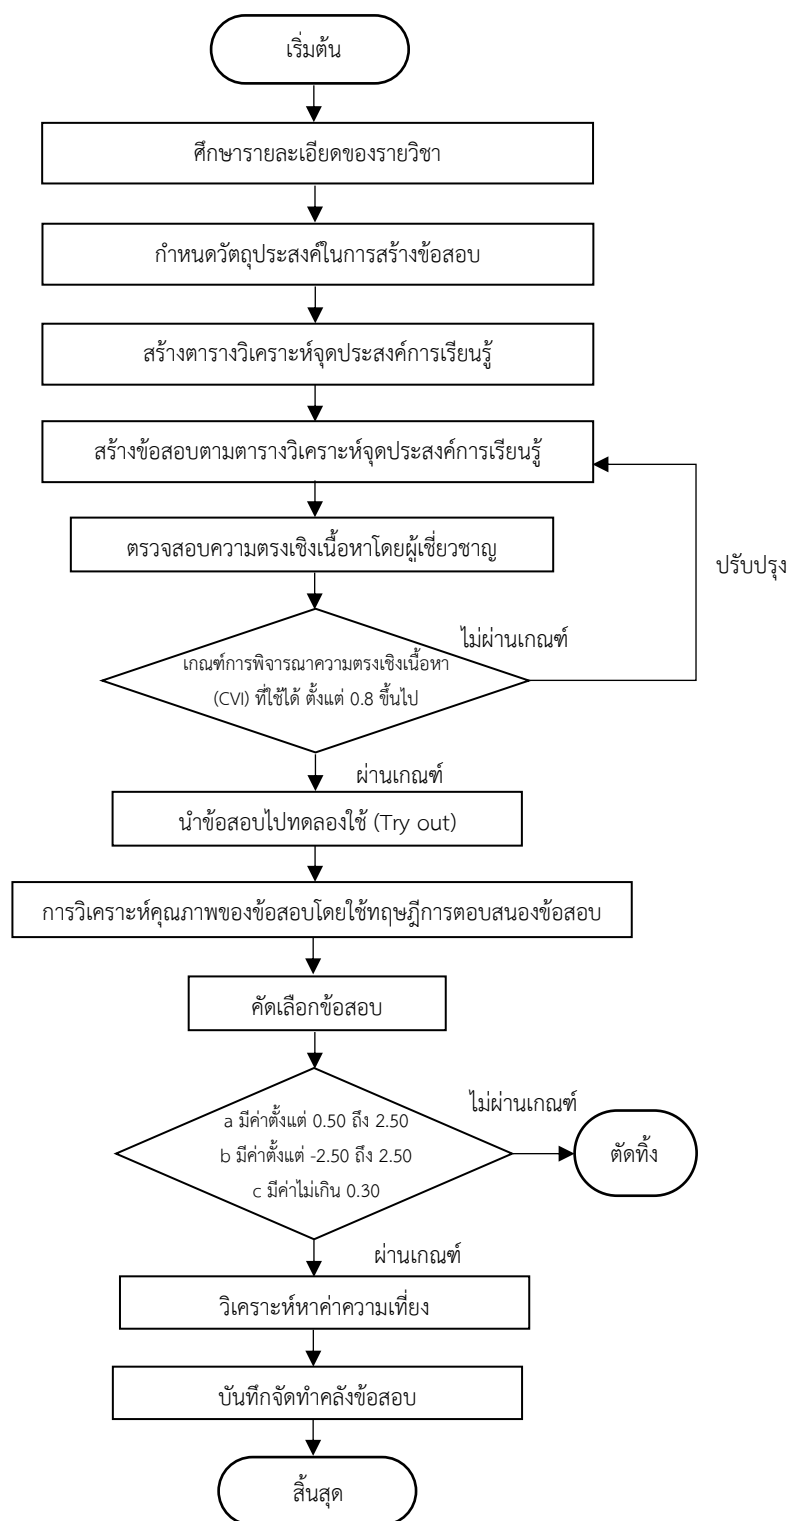 เริ่มต้น
ศึกษารายละเอียดของรายวิชา
กำหนดวัตถุประสงค์ในการสร้างข้อสอบ
สร้างตารางวิเคราะห์จุดประสงค์การเรียนรู้
สร้างข้อสอบตามตารางวิเคราะห์จุดประสงค์การเรียนรู้
ตรวจสอบความตรงเชิงเนื้อหาโดยผู้เชี่ยวชาญ
ปรับปรุง
ไม่ผ่านเกณฑ์
เกณฑ์การพิจารณาความตรงเชิงเนื้อหา
(CVI) ที่ใช้ได้ ตั้งแต่ 0.8 ขึ้นไป
ผ่านเกณฑ์
นำข้อสอบไปทดลองใช้ (Try out)
การวิเคราะห์คุณภาพของข้อสอบโดยใช้ทฤษฎีการตอบสนองข้อสอบ
คัดเลือกข้อสอบ
ไม่ผ่านเกณฑ์
a มีค่าตั้งแต่ 0.50 ถึง 2.50
b มีค่าตั้งแต่ -2.50 ถึง 2.50
c มีค่าไม่เกิน 0.30
ตัดทิ้ง
ผ่านเกณฑ์
วิเคราะห์หาค่าความเที่ยง
บันทึกจัดทำคลังข้อสอบ
สิ้นสุด